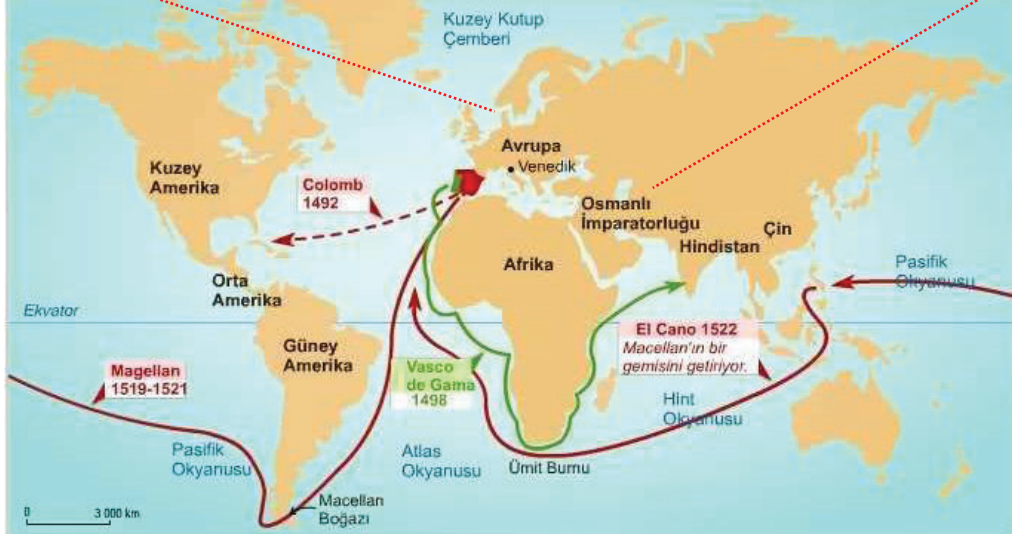 Kuzey Kutup
Çemberi
Avrupa
Venedik
Kuzey
Amerika
Colomb
1492
Osmanlı
İmparatorluğu
Çin
Hindistan
Afrika
Pasifik
Okyanusu
Orta
Amerika
Ekvator
Güney
Amerika
El Cano 1522
Macellan'ın bir
gemisini getiriyor.
Magellan
1519-1521
Vasco
de Gama
1498
Hint
Okyanusu
Pasifik
Okyanusu
Atlas
Okyanusu
Ümit Burnu
Macellan
Boğazı
0 3 000 km